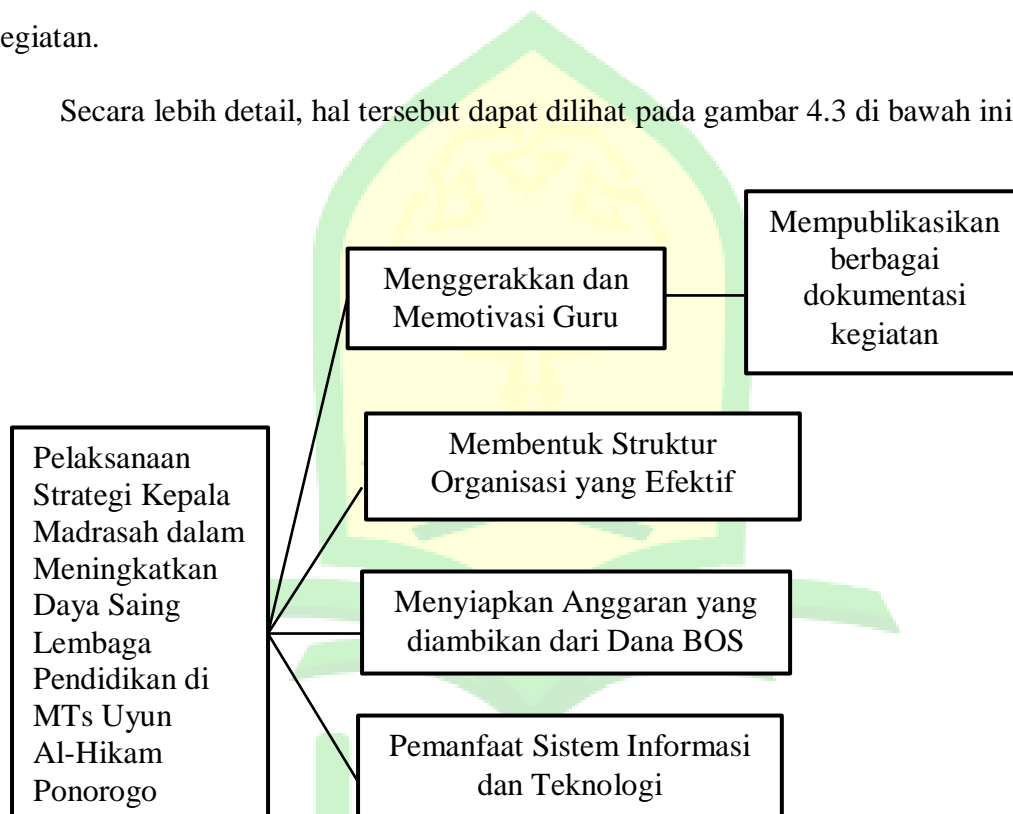 egiatan.
Secara lebih detail, hal tersebut dapat dilihat pada gambar 4.3 di bawah ini
Mempublikasikan
berbagai
dokumentasi
kegiatan
Menggerakkan dan
Memotivasi Guru
Membentuk Struktur
Organisasi yang Efektif
Pelaksanaan
Strategi Kepala
Madrasah dalam
Meningkatkan
Daya Saing
Lembaga
Pendidikan di
MTs Uyun
Al-Hikam
Ponorogo
Menyiapkan Anggaran yang
diambikan dari Dana BOS
Pemanfaat Sistem Informasi
dan Teknologi